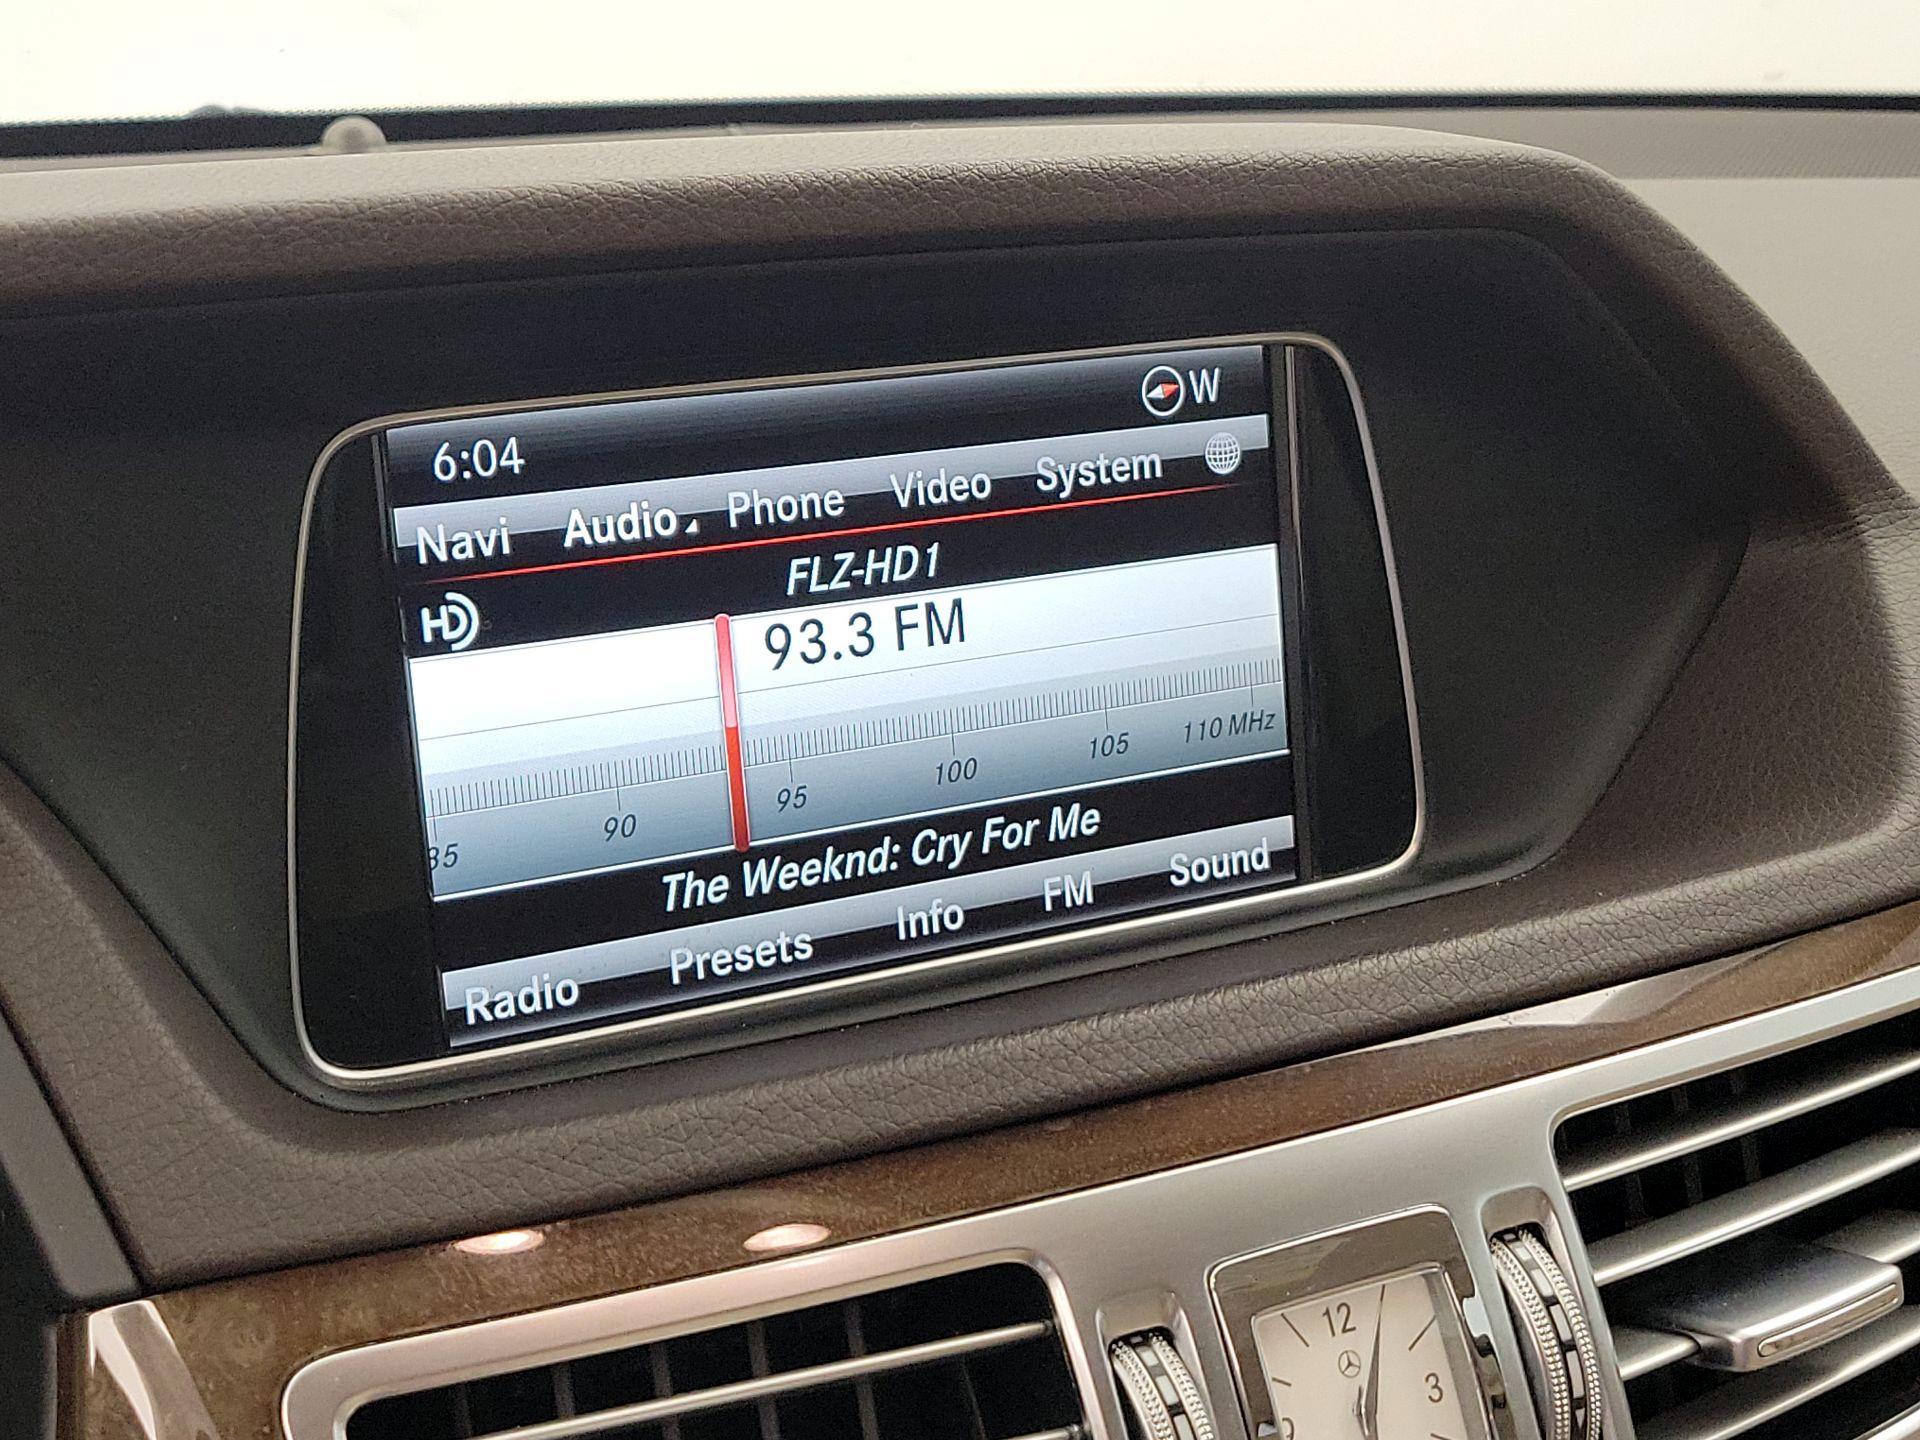 W
6:04
Navi Audio Phone Video System
FLZ-HD1
HD
93.3 FM
85 90 95 100 105 110 MHz
The Weeknd: Cry For Me
Radio Presets Info FM Sound
12
3